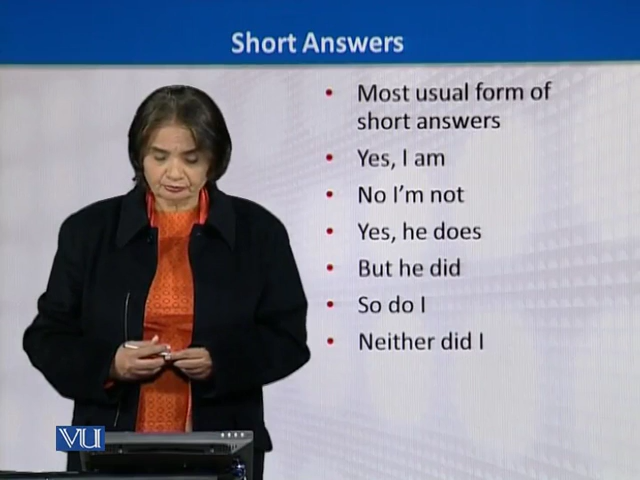 Short Answers
• Most usual form of
short answers
• Yes, I am
• No I'm not
• Yes, he does
• But he did
• So do I
• Neither did I
VU